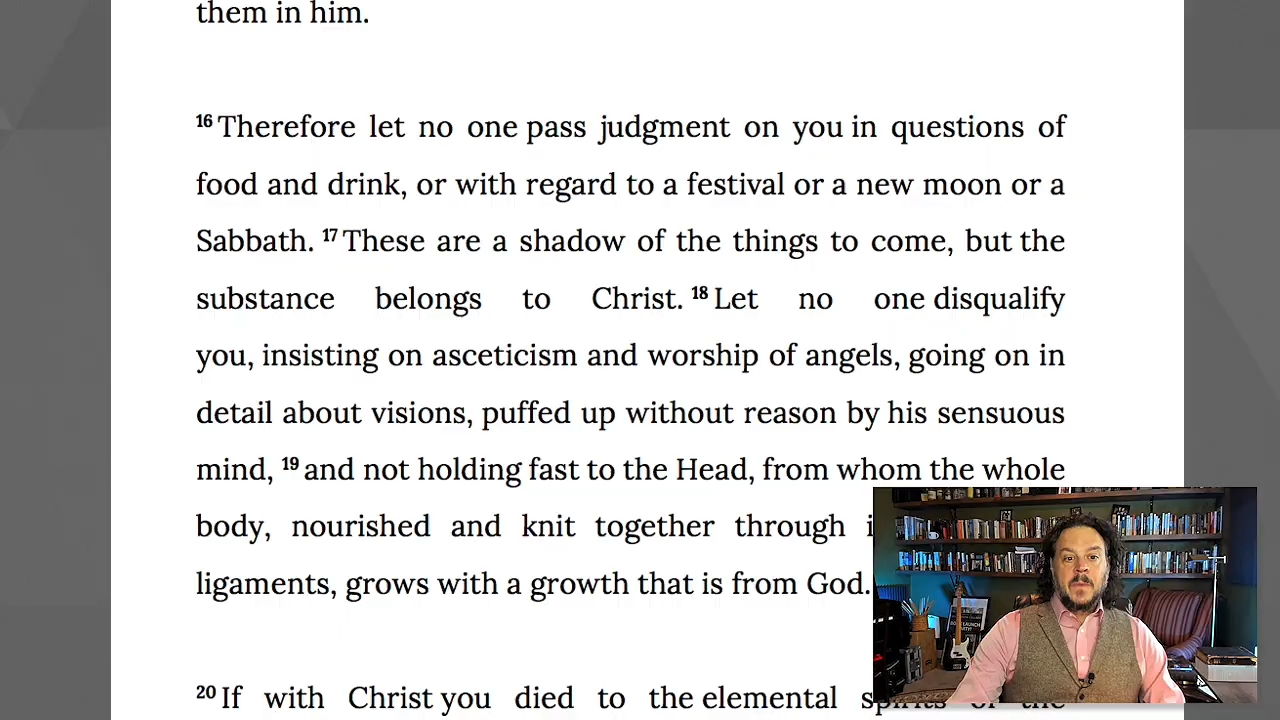 them in him.
16 Therefore let no one pass judgment on you in questions of
food and drink, or with regard to a festival or a new moon or a
Sabbath. 17 These are a shadow of the things to come, but the
substance belongs to Christ. 18 Let no one disqualify
you, insisting on asceticism and worship of angels, going on in
detail about visions, puffed up without reason by his sensuous
mind, 19 and not holding fast to the Head, from whom the whole
body, nourished and knit together through
ligaments, grows with a growth that is from God.
20 If with Christ you died to the elemental spirits of the